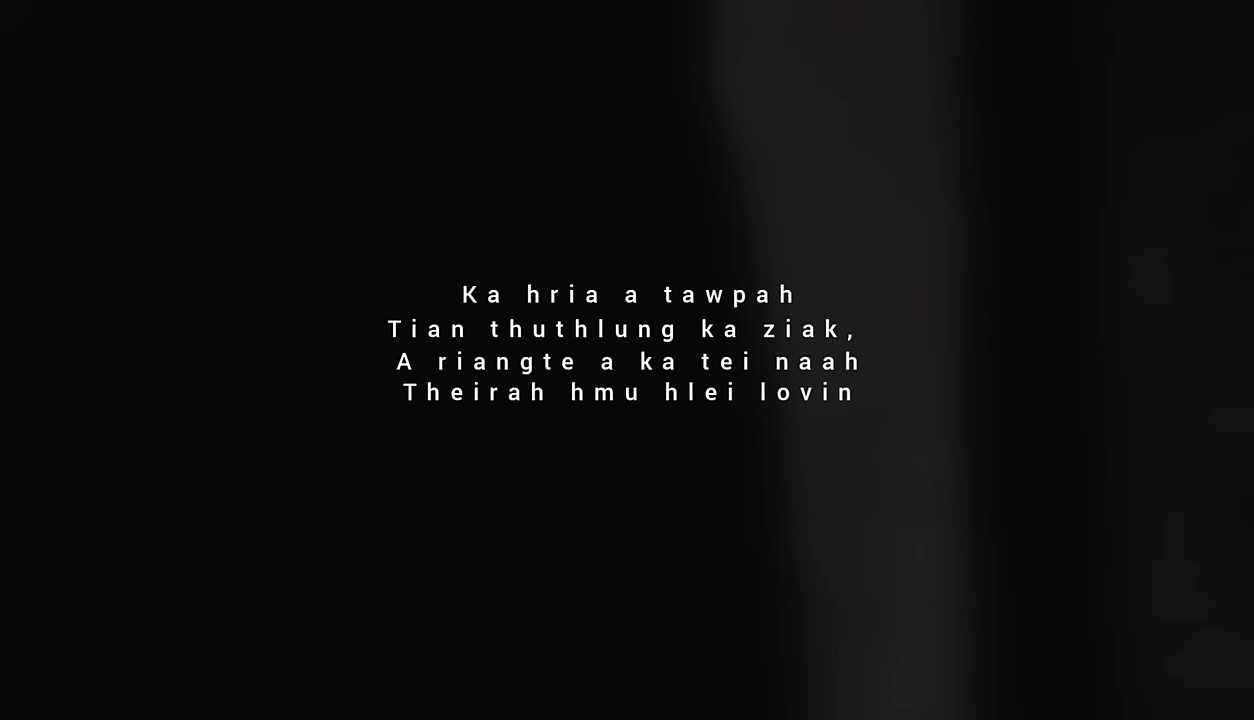 Ka hria a tawpah
Tian thuthlung ka ziak,
A riangte a ka tei naah
Theirah hmu hlei lovin